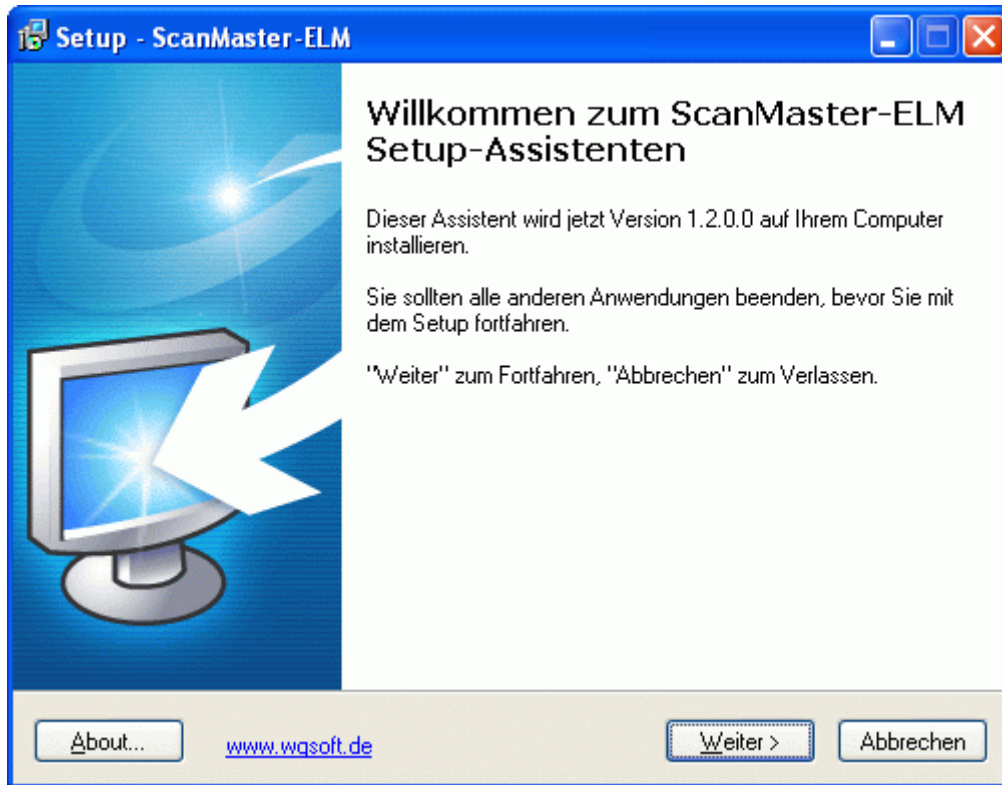 Setup - ScanMaster-ELM
Willkommen zum ScanMaster-ELM
Setup-Assistenten
Dieser Assistent wird jetzt Version 1.2.0.0 auf Ihrem Computer
installieren.
Sie sollten alle anderen Anwendungen beenden, bevor Sie mit
dem Setup fortfahren.
"Weiter" zum Fortfahren, "Abbrechen" zum Verlassen.
About...
www.wgsoft.de
Weiter >
Abbrechen